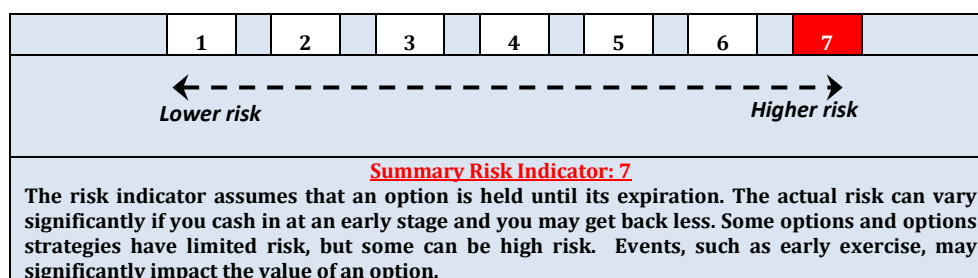 1 2 3 4 5 6 7
Lower risk Higher risk
Summary Risk Indicator: 7
The risk indicator assumes that an option is held until its expiration. The actual risk can vary
significantly if you cash in at an early stage and you may get back less. Some options and options
strategies have limited risk, but some can be high risk. Events, such as early exercise, may
significantly impact the value of an option.